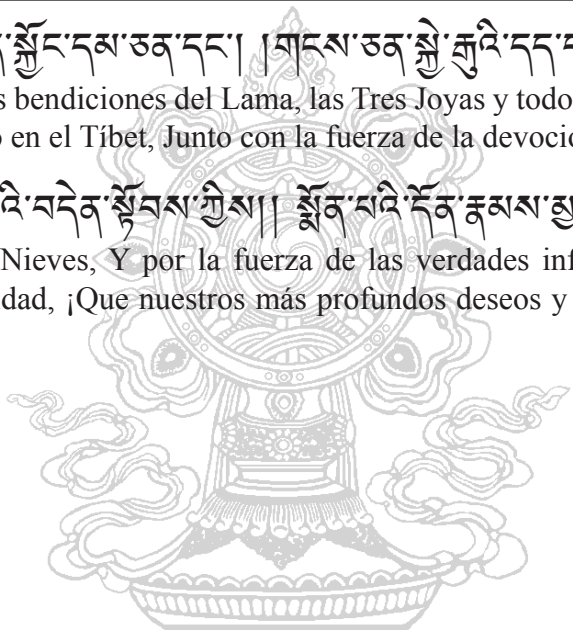 སྐྱོང་དམ་ཅན་དང་། །གངས་ཅན་སྐྱེ་རྒུའི་དད་
bendiciones del Lama, las Tres Joyas y todo
en el Tíbet, Junto con la fuerza de la devoci
བདེན་སྟོབས་ཀྱིས།། སྨོན་པའི་དོན་རྣམས་
Nieves, Y por la fuerza de las verdades inf
dad, ¡Que nuestros más profundos deseos y